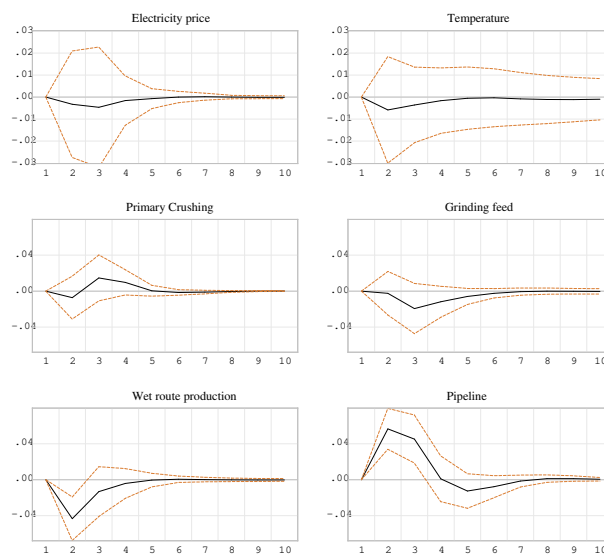 Electricity price
.03
.02
.01
.00
-.01
-.02
-.03
1 2 3 4 5 6 7 8 9 10
Temperature
.03
.02
.01
.00
-.01
-.02
-.03
1 2 3 4 5 6 7 8 9 10
Primary Crushing
.04
.00
-.04
1 2 3 4 5 6 7 8 9 10
Grinding feed
.04
.00
-.04
1 2 3 4 5 6 7 8 9 10
Wet route production
.04
.00
-.04
1 2 3 4 5 6 7 8 9 10
Pipeline
.04
.00
-.04
1 2 3 4 5 6 7 8 9 10